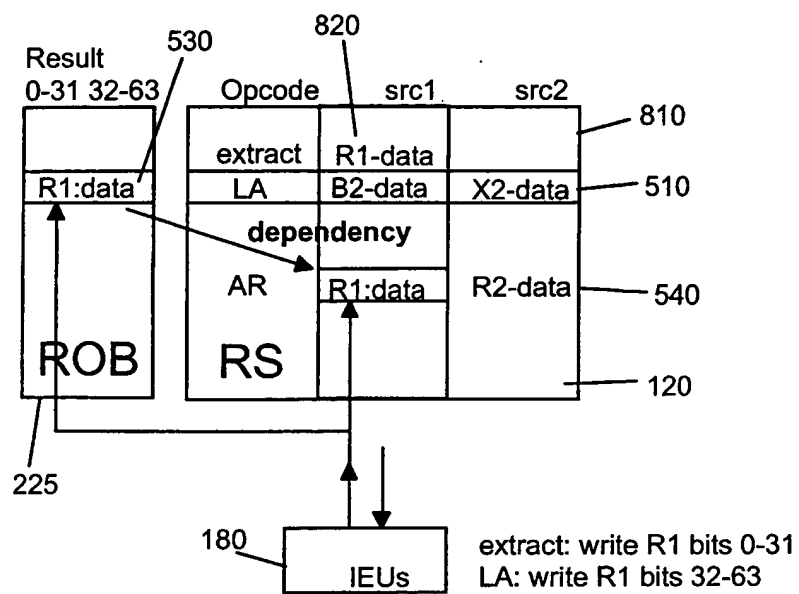 530
820
Result
0-31 32-63
Opcode src1 src2
810
extract R1-data
R1:data LA B2-data X2-data 510
dependency
AR R1:data R2-data 540
ROB RS
120
225
180
IEUs
extract: write R1 bits 0-31
LA: write R1 bits 32-63